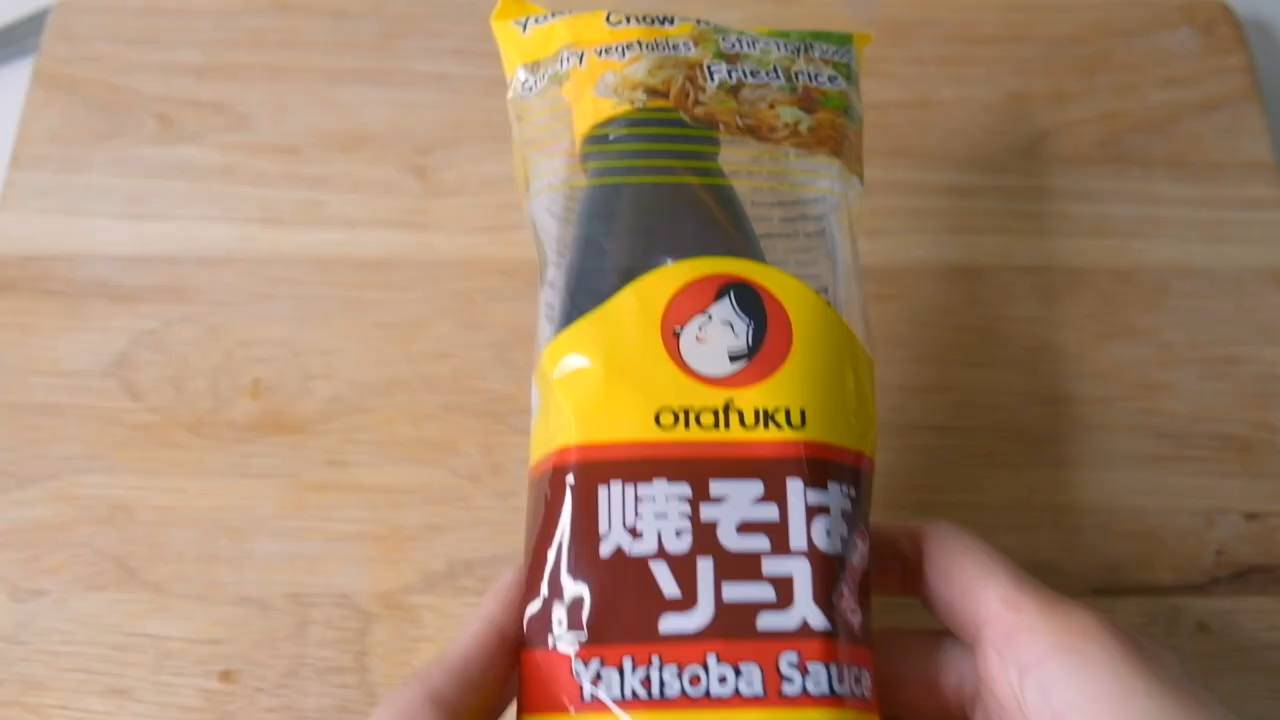 Stir-fry vegetables
Fried rice
OTafUKU
焼そば
ソース
Yakisoba Sauce